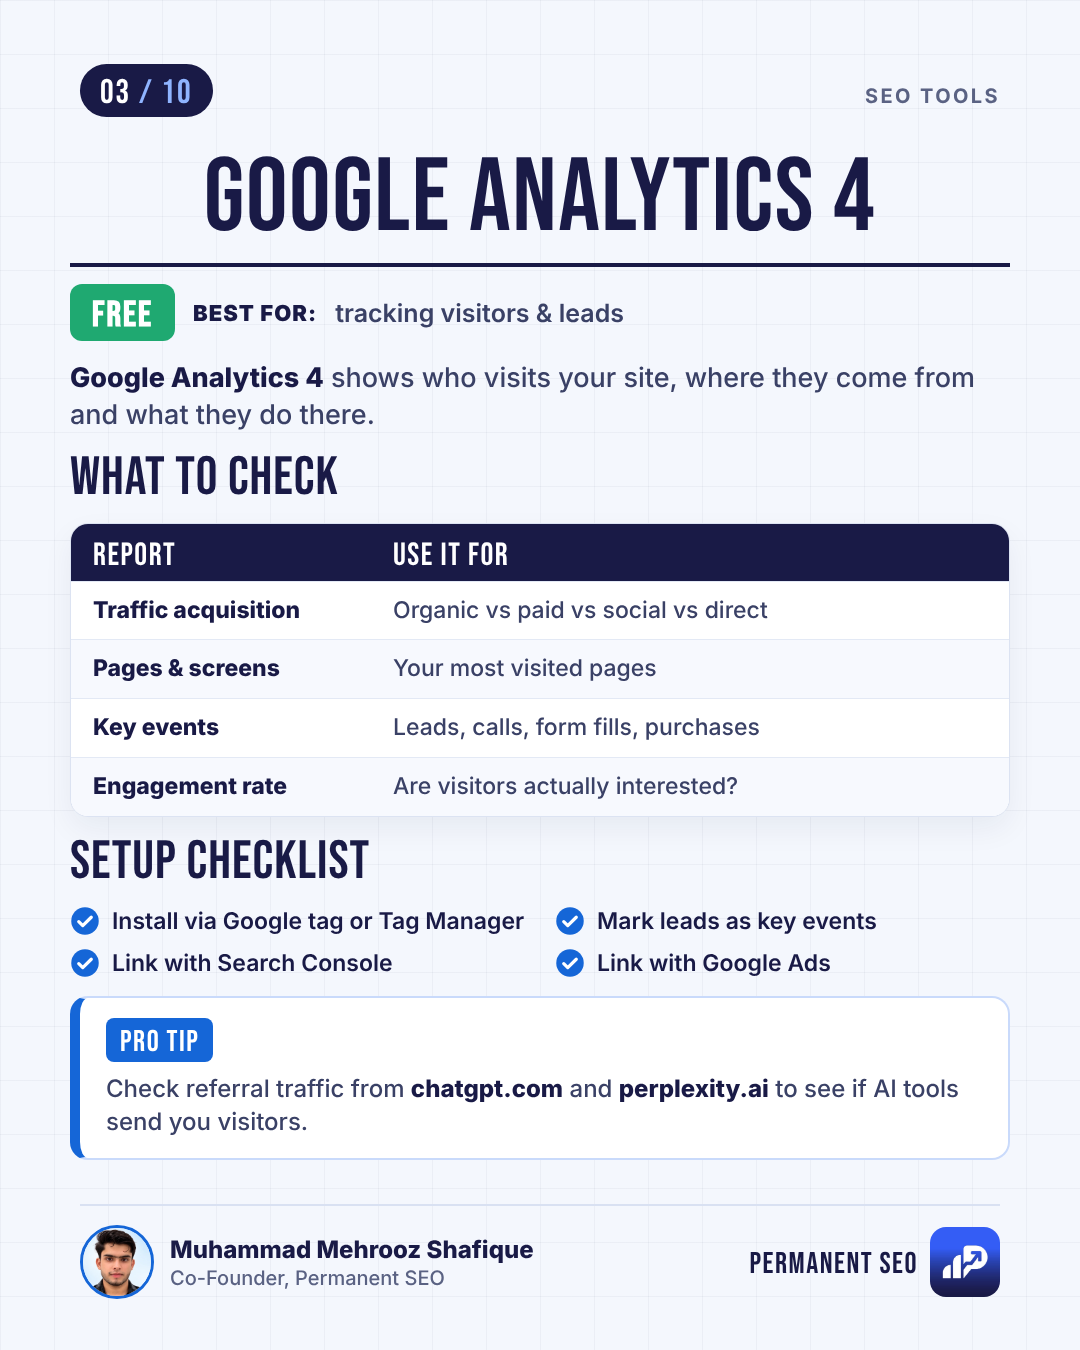 03 / 10
SEO TOOLS
GOOGLE ANALYTICS 4
FREE
BEST FOR: tracking visitors & leads
Google Analytics 4 shows who visits your site, where they come from
and what they do there.
WHAT TO CHECK
REPORT USE IT FOR
Traffic acquisition Organic vs paid vs social vs direct
Pages & screens Your most visited pages
Key events Leads, calls, form fills, purchases
Engagement rate Are visitors actually interested?
SETUP CHECKLIST
Install via Google tag or Tag Manager Mark leads as key events
Link with Search Console Link with Google Ads
PRO TIP
Check referral traffic from chatgpt.com and perplexity.ai to see if AI tools
send you visitors.
Muhammad Mehrooz Shafique
Co-Founder, Permanent SEO
PERMANENT SEO